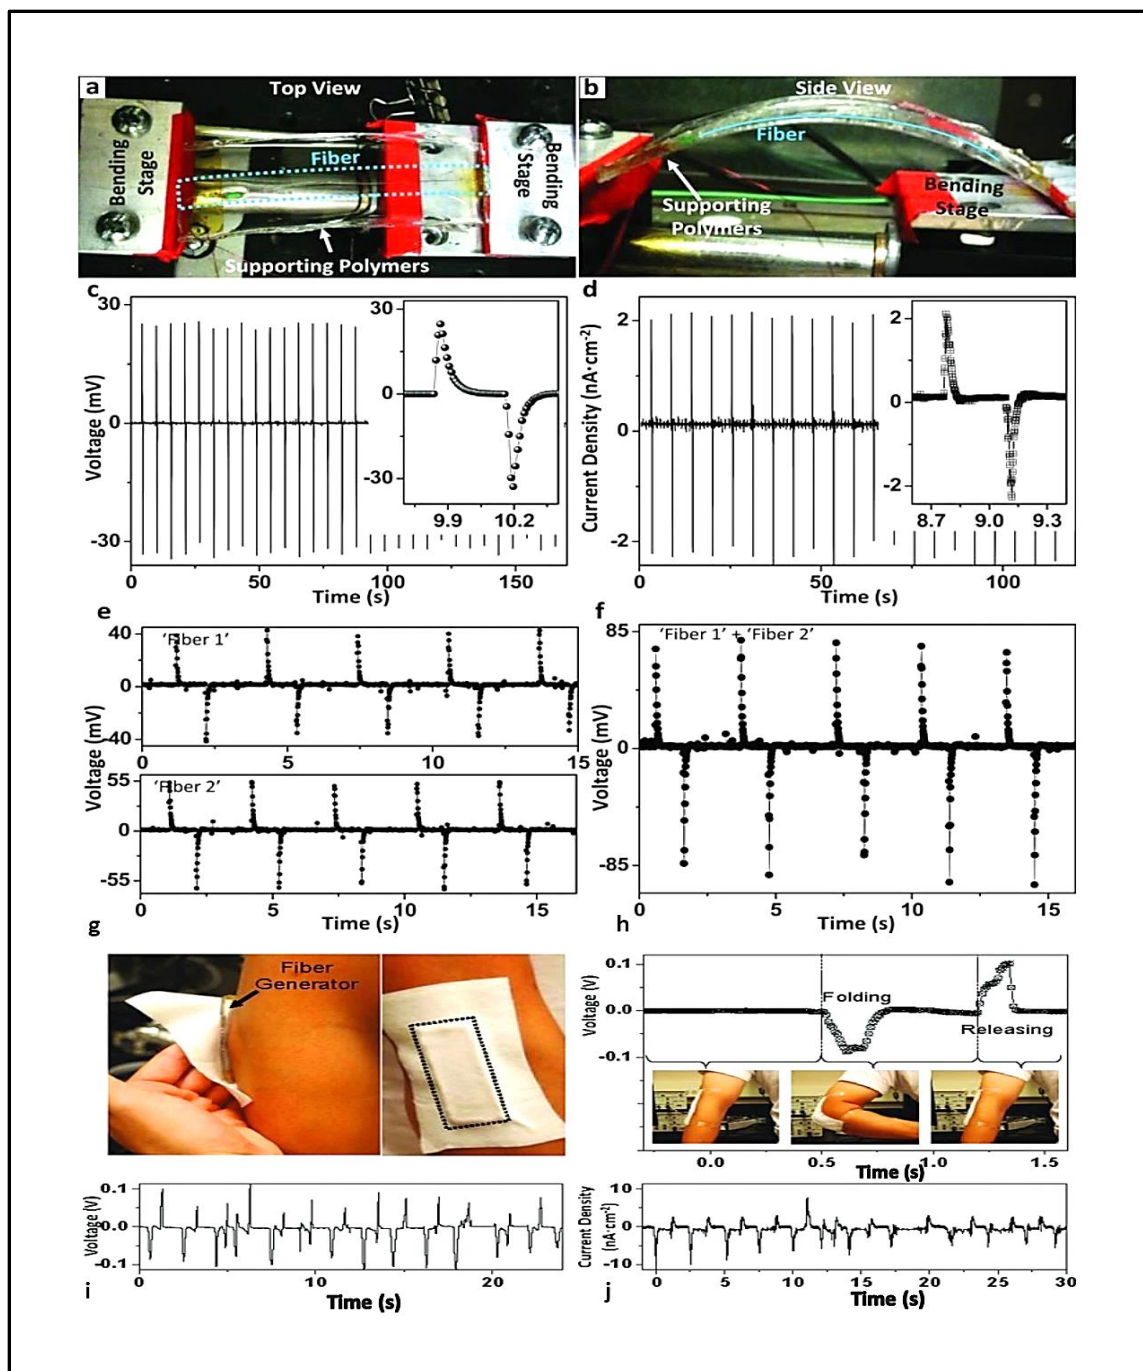 a
Top View
Bending
Stage
Fiber
Bending
Stage
Supporting Polymers
b
Side View
Fiber
Supporting
Polymers
Bending
Stage
c
Voltage (mV)
30
0
-30
0
50
100
150
Time (s)
30
0
-30
9.9
10.2
d
Current Density (nA·cm-2)
2
0
-2
0
50
100
Time (s)
2
0
-2
8.7
9.0
9.3
e
'Fiber 1'
Voltage (mV)
40
0
-40
0
5
10
15
Time (s)
'Fiber 2'
Voltage (mV)
55
0
-55
0
5
10
15
Time (s)
f
'Fiber 1' + 'Fiber 2'
Voltage (mV)
85
0
-85
0
5
10
15
Time (s)
g
Fiber
Generator
h
Voltage (V)
0.1
0.0
-0.1
Folding
Releasing
0.0
0.5
1.0
1.5
Time (s)
Voltage (V)
0.1
0.0
-0.1
0
10
20
i
Time (s)
Current Density
(nA·cm-2)
10
0
-10
0
5
10
15
20
25
30
j
Time (s)